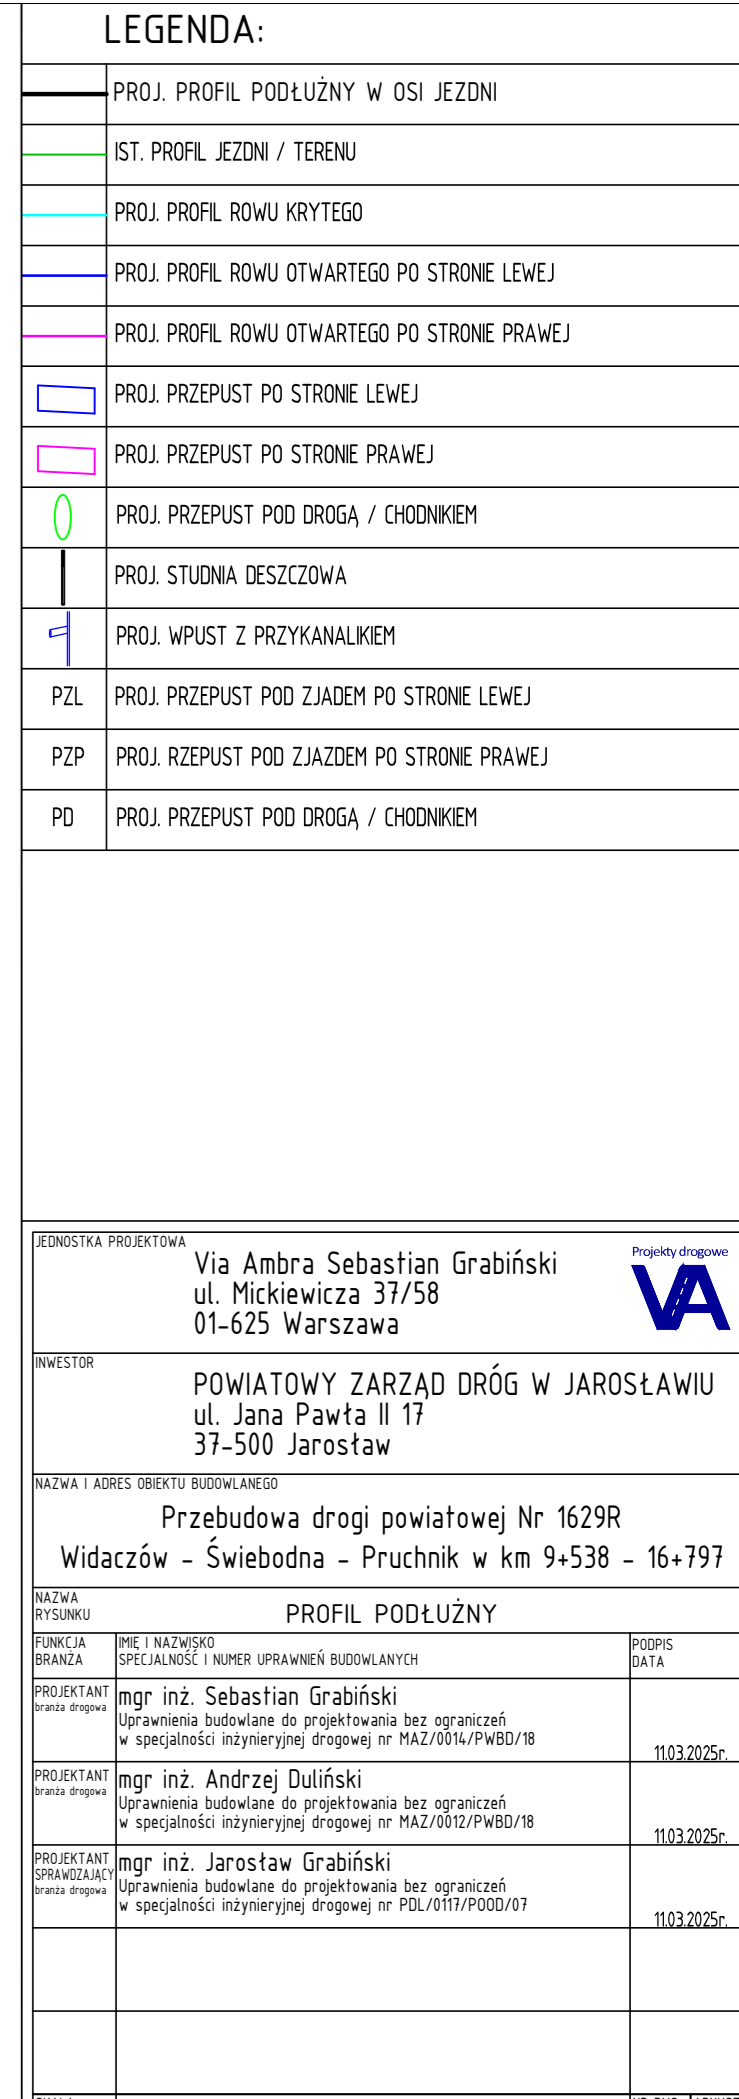 LEGENDA:
PROJ. PROFIL PODŁUŻNY W OSI JEZDNI
IST. PROFIL JEZDNI / TERENU
PROJ. PROFIL ROWU KRYTEGO
PROJ. PROFIL ROWU OTWARTEGO PO STRONIE LEWEJ
PROJ. PROFIL ROWU OTWARTEGO PO STRONIE PRAWEJ
PROJ. PRZEPUST PO STRONIE LEWEJ
PROJ. PRZEPUST PO STRONIE PRAWEJ
PROJ. PRZEPUST POD DROGĄ / CHODNIKIEM
PROJ. STUDNIA DESZCZOWA
PROJ. WPUST Z PRZYKANALIKIEM
PZL PROJ. PRZEPUST POD ZJADEM PO STRONIE LEWEJ
PZP PROJ. RZEPUST POD ZJAZDEM PO STRONIE PRAWEJ
PD PROJ. PRZEPUST POD DROGĄ / CHODNIKIEM
JEDNOSTKA PROJEKTOWA
Via Ambra Sebastian Grabiński
ul. Mickiewicza 37/58
01-625 Warszawa
Projekty drogowe
VA
INWESTOR
POWIATOWY ZARZĄD DRÓG W JAROSŁAWIU
ul. Jana Pawła II 17
37-500 Jarosław
NAZWA I ADRES OBIEKTU BUDOWLANEGO
Przebudowa drogi powiatowej Nr 1629R
Widaczów - Świebodna - Pruchnik w km 9+538 - 16+797
NAZWA
RYSUNKU
PROFIL PODŁUŻNY
FUNKCJA
BRANŻA
IMIĘ I NAZWISKO
SPECJALNOŚĆ I NUMER UPRAWNIEŃ BUDOWLANYCH
PODPIS
DATA
PROJEKTANT
branża drogowa
mgr inż. Sebastian Grabiński
Uprawnienia budowlane do projektowania bez ograniczeń
w specjalności inżynieryjnej drogowej nr MAZ/0014/PWBD/18
11.03.2025r.
PROJEKTANT
branża drogowa
mgr inż. Andrzej Duliński
Uprawnienia budowlane do projektowania bez ograniczeń
w specjalności inżynieryjnej drogowej nr MAZ/0012/PWBD/18
11.03.2025r.
PROJEKTANT
SPRAWDZAJĄCY
branża drogowa
mgr inż. Jarosław Grabiński
Uprawnienia budowlane do projektowania bez ograniczeń
w specjalności inżynieryjnej drogowej nr PDL/0117/POOD/07
11.03.2025r.